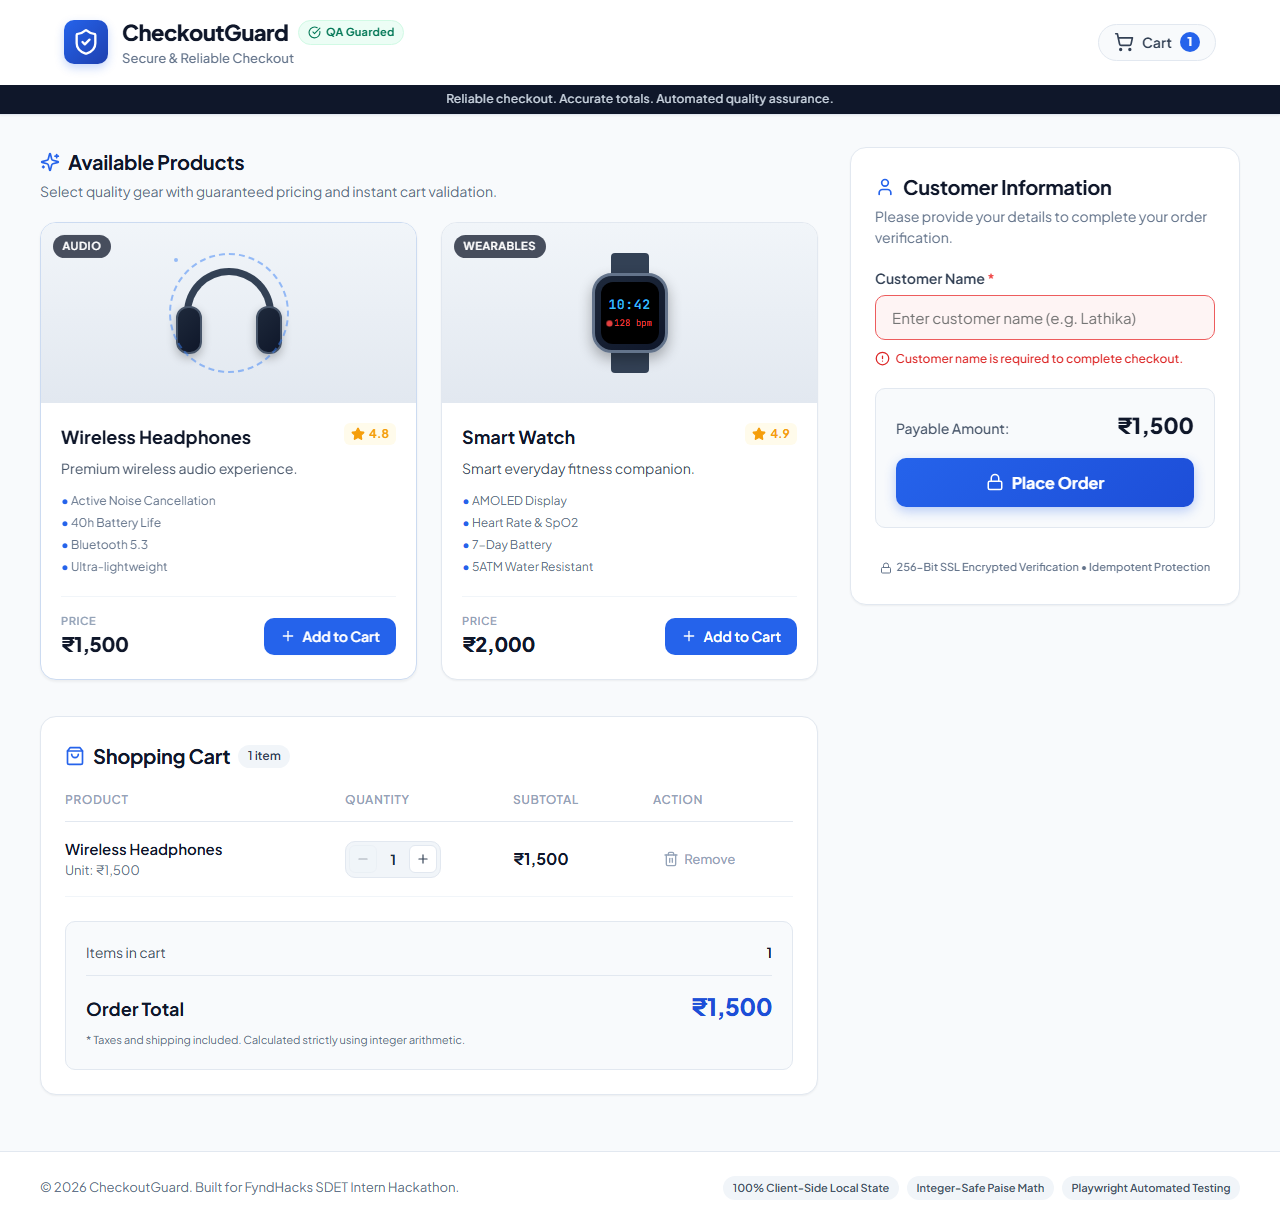 CheckoutGuard
QA Guarded
Secure & Reliable Checkout
Cart 1
Reliable checkout. Accurate totals. Automated quality assurance.
Available Products
Select quality gear with guaranteed pricing and instant cart validation.
AUDIO
Wireless Headphones
4.8
Premium wireless audio experience.
• Active Noise Cancellation
• 40h Battery Life
• Bluetooth 5.3
• Ultra-lightweight
PRICE
₹1,500
Add to Cart
WEARABLES
10:42
128 bpm
Smart Watch
4.9
Smart everyday fitness companion.
• AMOLED Display
• Heart Rate & SpO2
• 7-Day Battery
• 5ATM Water Resistant
PRICE
₹2,000
Add to Cart
Shopping Cart
1 item
PRODUCT QUANTITY SUBTOTAL ACTION
Wireless Headphones
Unit: ₹1,500
− 1 +
₹1,500
Remove
Items in cart 1
Order Total ₹1,500
* Taxes and shipping included. Calculated strictly using integer arithmetic.
Customer Information
Please provide your details to complete your order
verification.
Customer Name *
Enter customer name (e.g. Lathika)
Customer name is required to complete checkout.
Payable Amount: ₹1,500
Place Order
256-Bit SSL Encrypted Verification • Idempotent Protection
© 2026 CheckoutGuard. Built for FyndHacks SDET Intern Hackathon.
100% Client-Side Local State
Integer-Safe Paise Math
Playwright Automated Testing